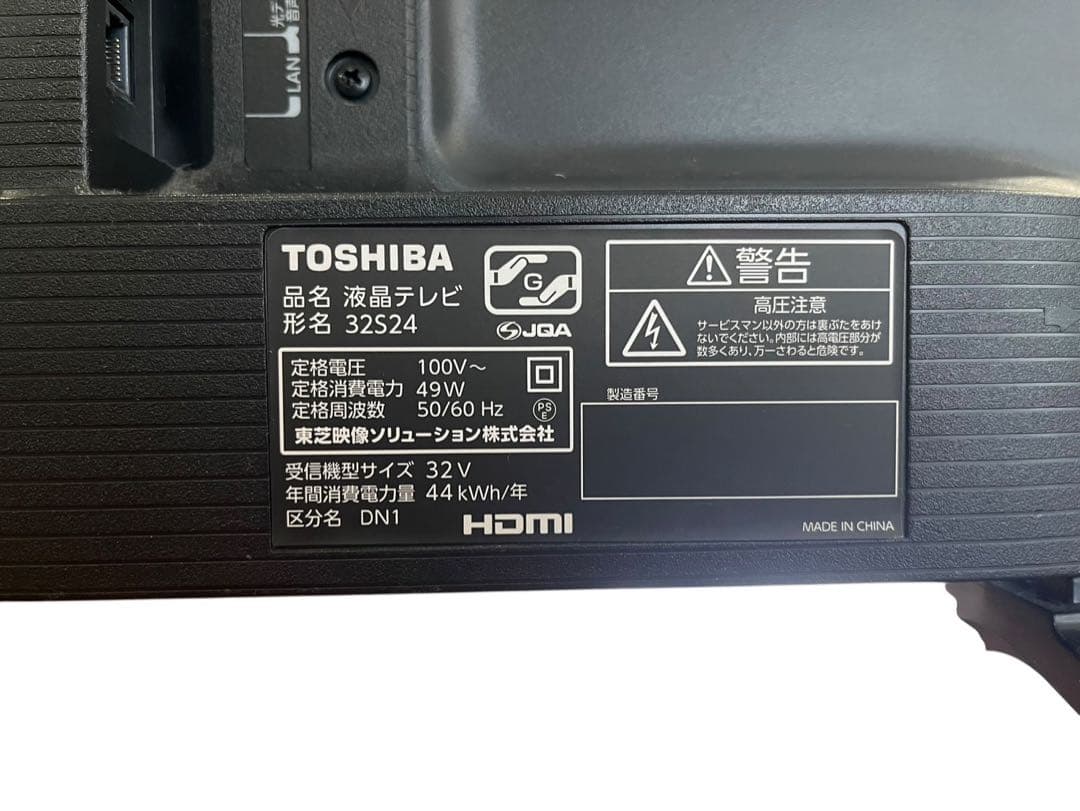 LAN
TOSHIBA
品名 液晶テレビ
形名 32S24
G
JQA
定格電圧 100V～
定格消費電力 49W
定格周波数 50/60 Hz
PS
E
東芝映像ソリューション株式会社
受信機型サイズ 32V
年間消費電力量 44kWh/年
区分名 DN1
HDMI
警告
高圧注意
サービスマン以外の方は裏ぶたをあけ
ないでください。内部には高電圧部分が
数多くあり、万一さわると危険です。
製造番号
MADE IN CHINA